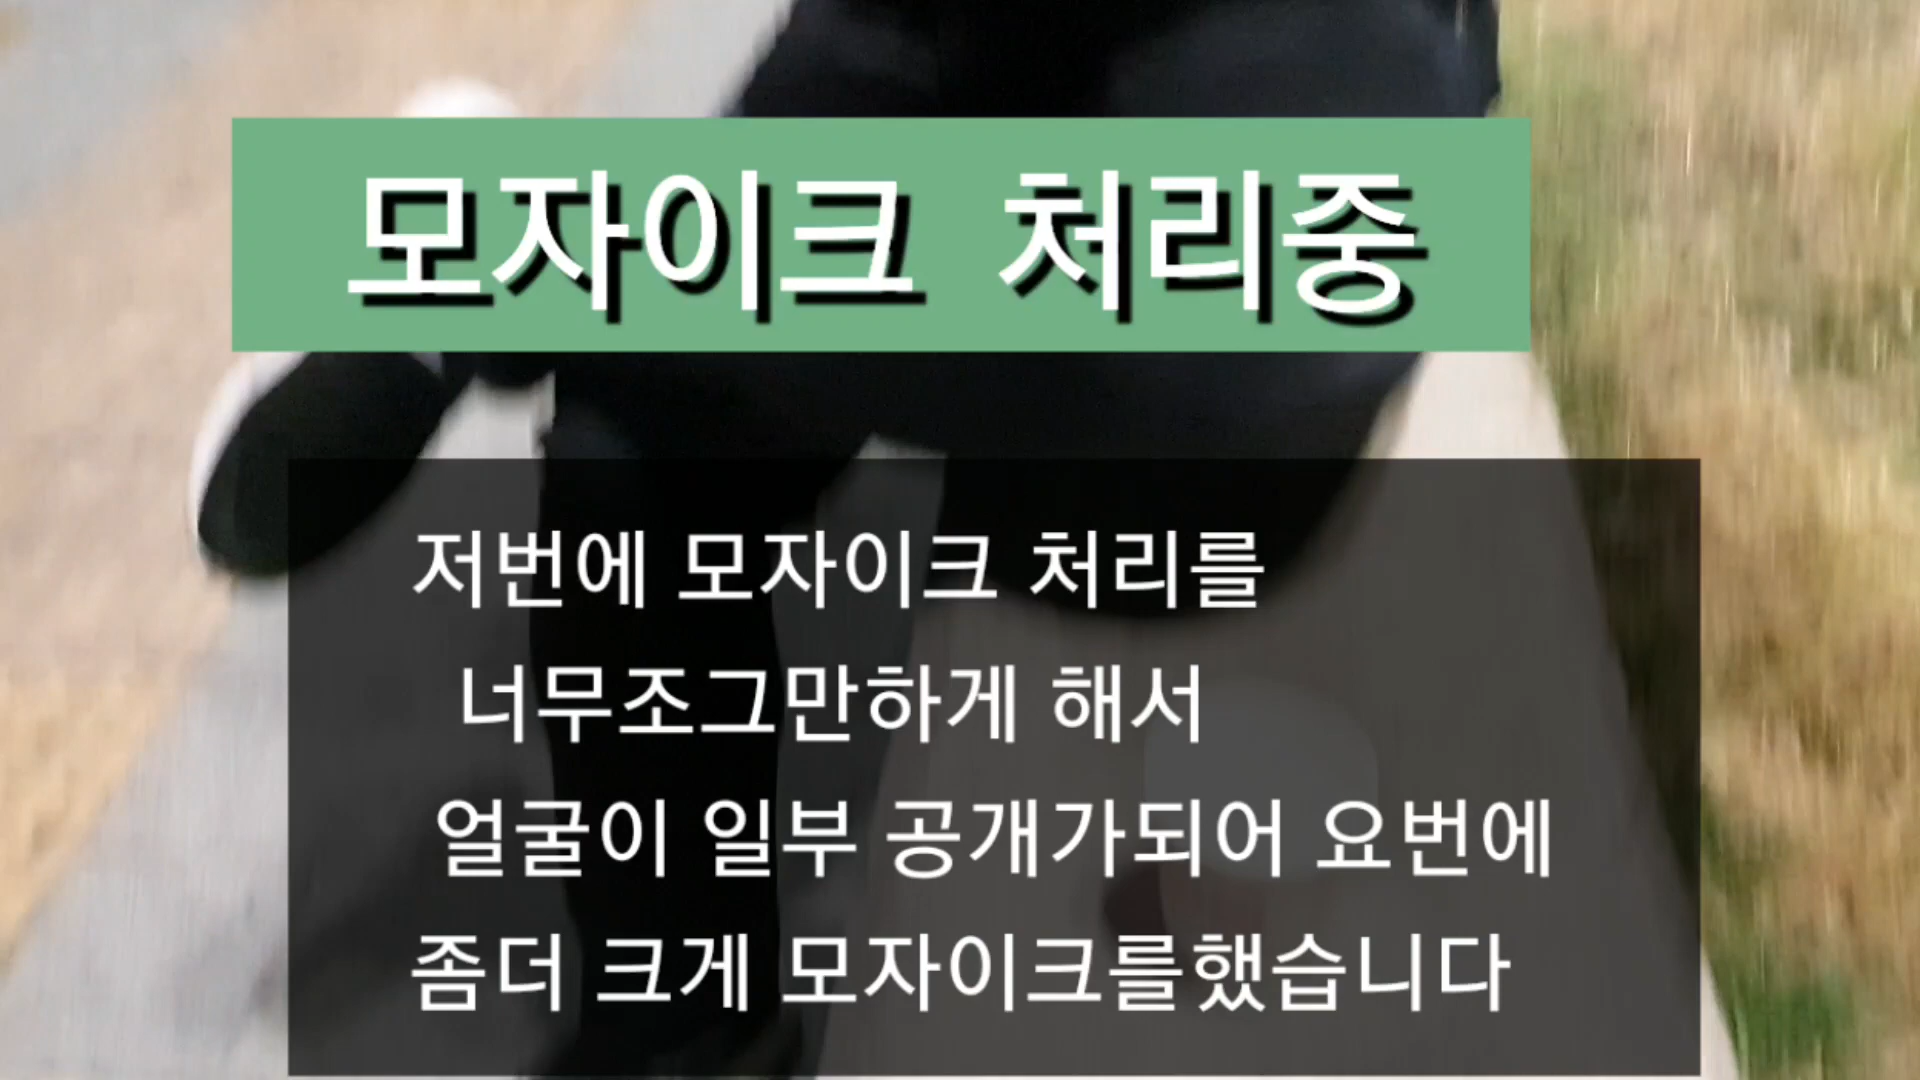 모자이크 처리중
저번에 모자이크 처리를
너무조그만하게 해서
얼굴이 일부 공개가되어 요번에
좀더 크게 모자이크를했습니다